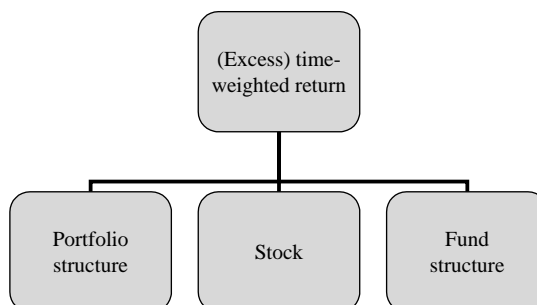 (Excess) time-
weighted return
Portfolio
structure
Stock
Fund
structure